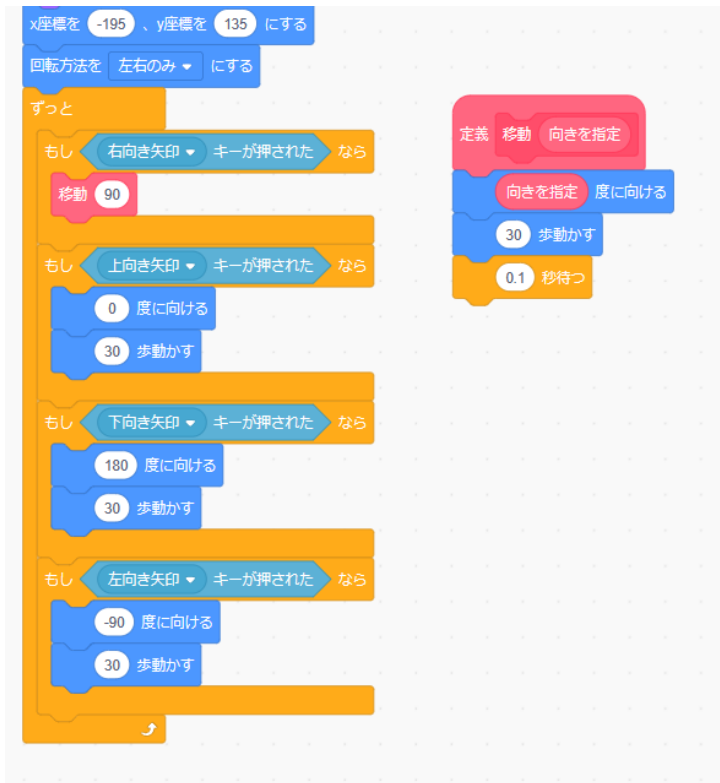 x座標を -195 、y座標を 135 にする
回転方法を 左右のみ にする
ずっと
もし 右向き矢印 キーが押された なら
移動 90
もし 上向き矢印 キーが押された なら
0 度に向ける
30 歩動かす
もし 下向き矢印 キーが押された なら
180 度に向ける
30 歩動かす
もし 左向き矢印 キーが押された なら
-90 度に向ける
30 歩動かす
定義 移動 向きを指定
向きを指定 度に向ける
30 歩動かす
0.1 秒待つ